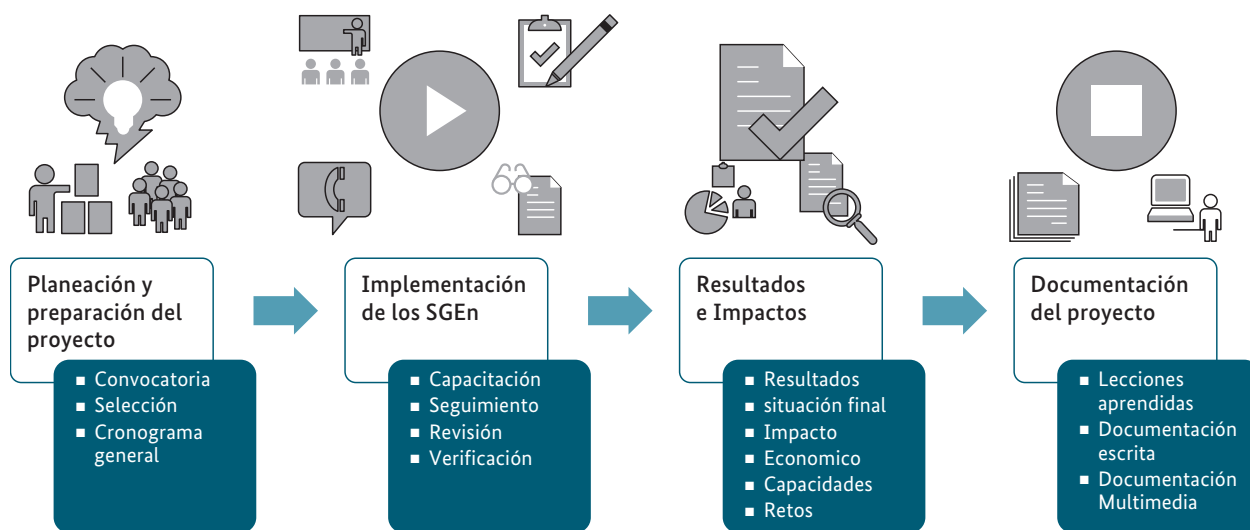 Planeación y
preparación del
proyecto
■ Convocatoria
■ Selección
■ Cronograma
general
Implementación
de los SGEn
■ Capacitación
■ Seguimiento
■ Revisión
■ Verificación
Resultados
e Impactos
■ Resultados
■ situación final
■ Impacto
■ Economico
■ Capacidades
■ Retos
Documentación
del proyecto
■ Lecciones
aprendidas
■ Documentación
escrita
■ Documentación
Multimedia